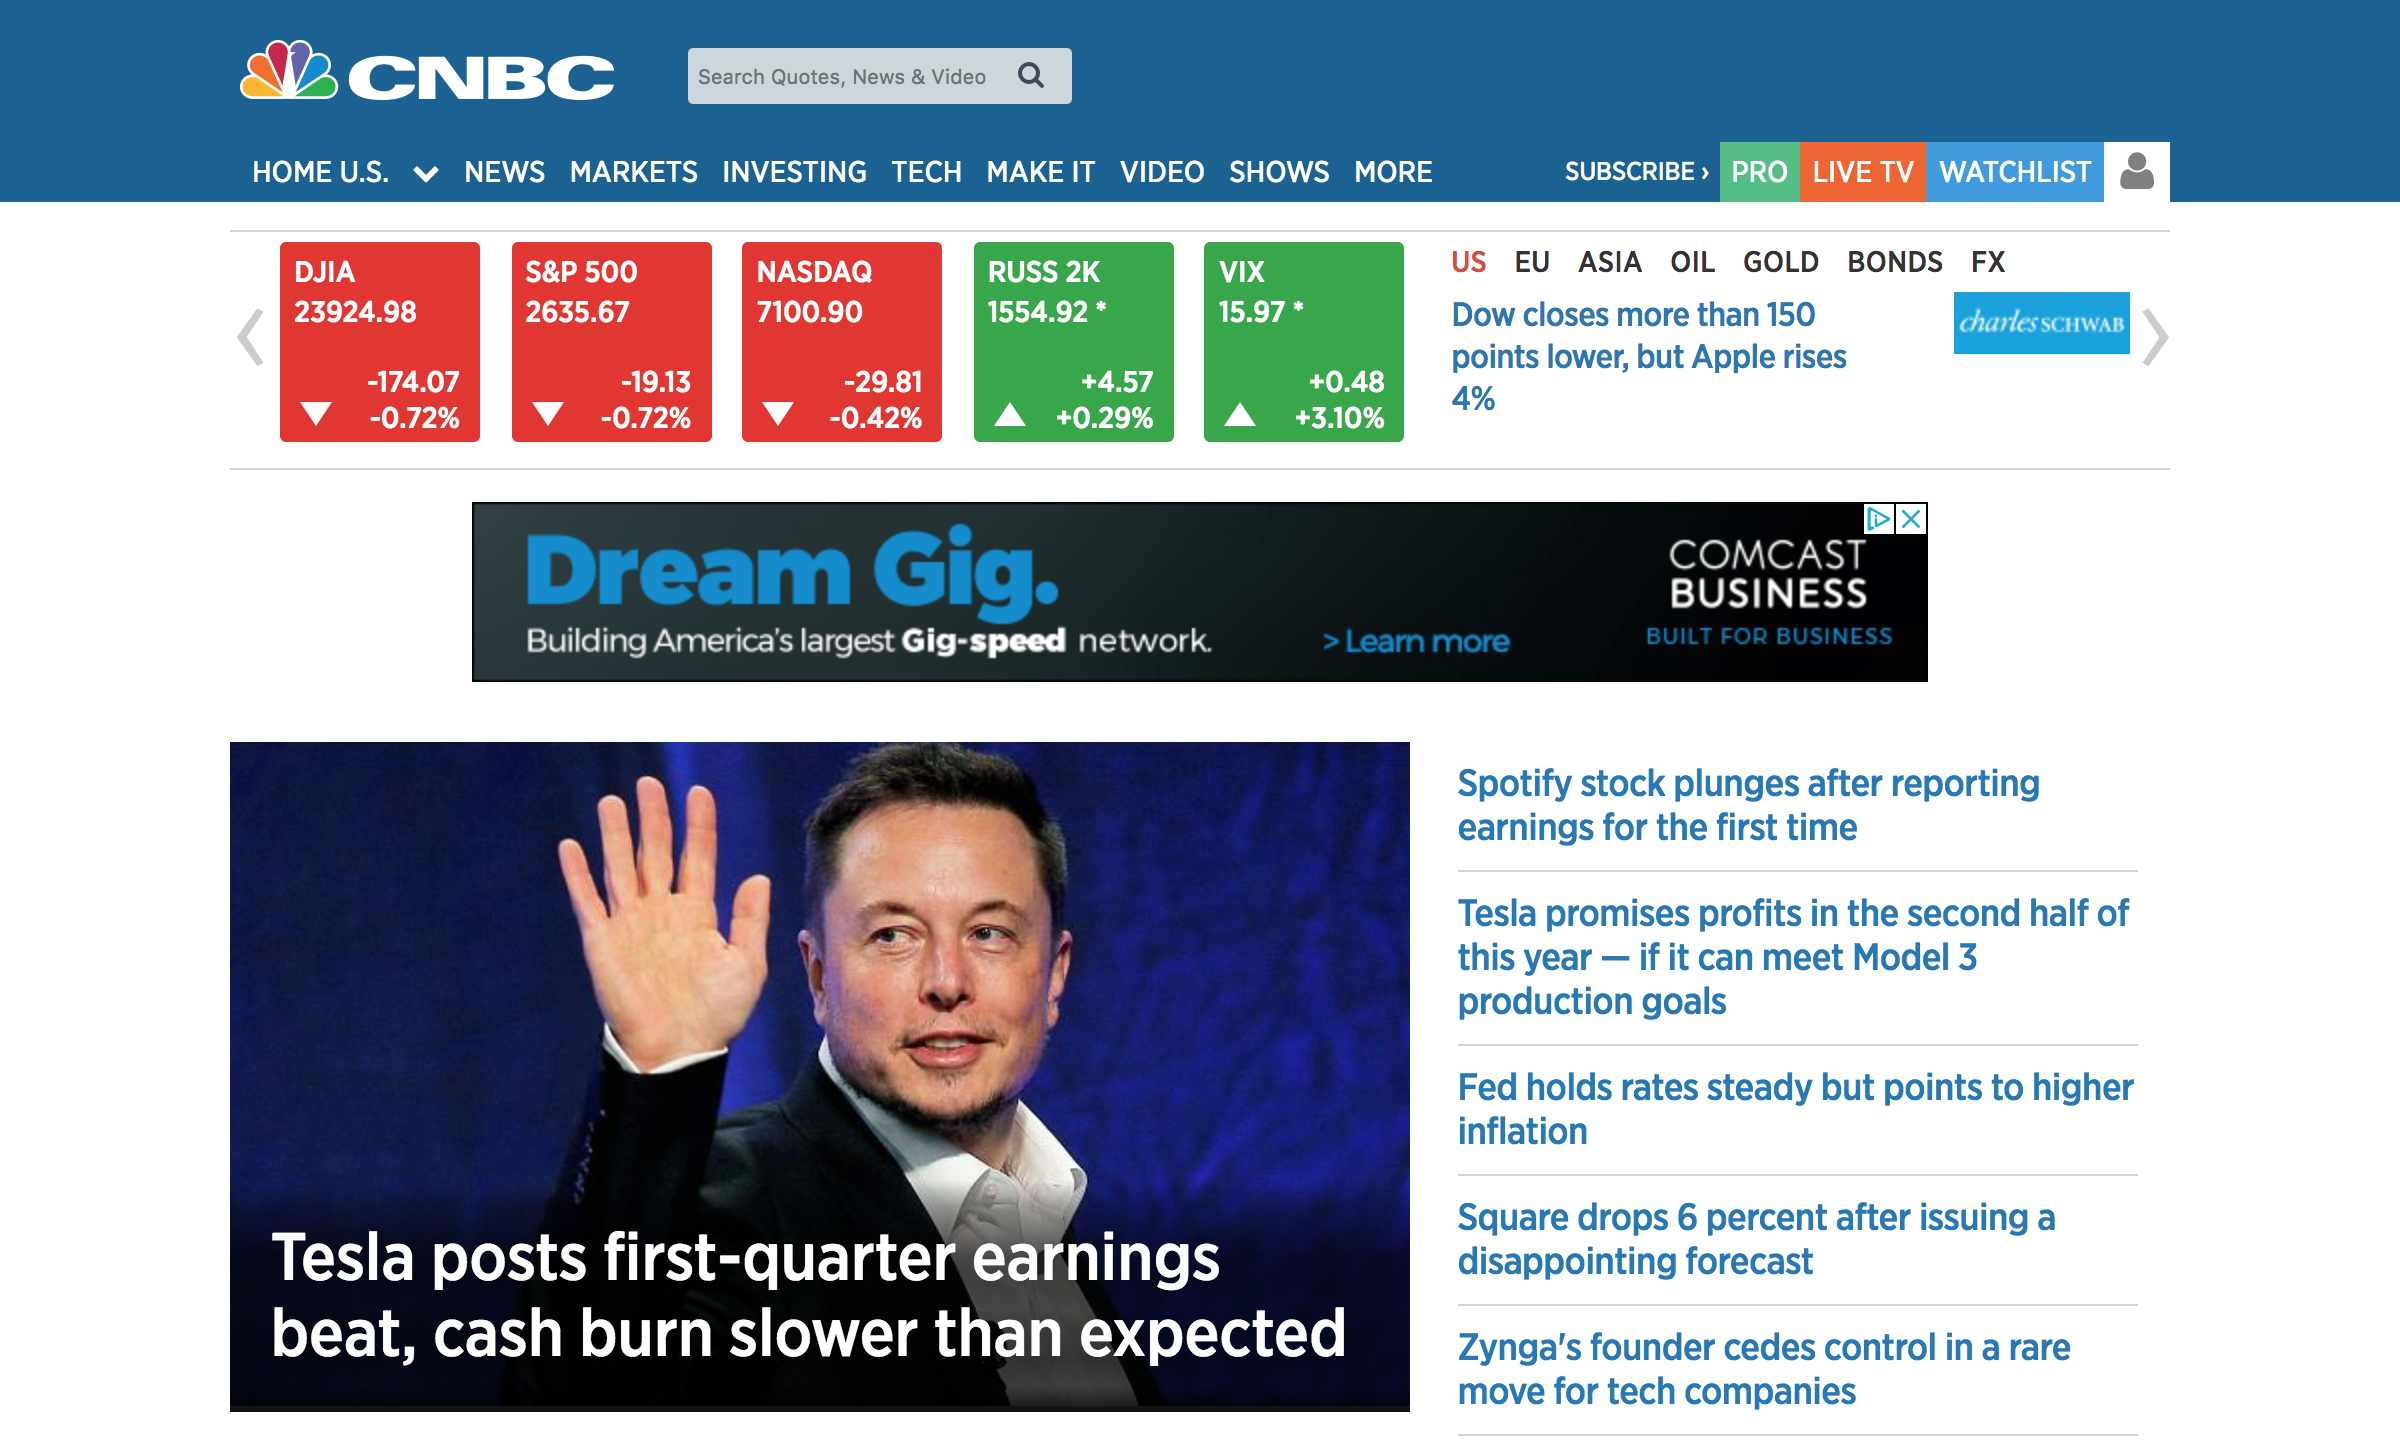 CNBC
Search Quotes, News & Video
HOME U.S. NEWS MARKETS INVESTING TECH MAKE IT VIDEO SHOWS MORE SUBSCRIBE › PRO LIVE TV WATCHLIST
DJIA
23924.98
-174.07
-0.72%
S&P 500
2635.67
-19.13
-0.72%
NASDAQ
7100.90
-29.81
-0.42%
RUSS 2K
1554.92 *
+4.57
+0.29%
VIX
15.97 *
+0.48
+3.10%
US EU ASIA OIL GOLD BONDS FX
Dow closes more than 150
points lower, but Apple rises
4%
charles SCHWAB
Dream Gig.
Building America's largest Gig-speed network.
> Learn more
COMCAST
BUSINESS
BUILT FOR BUSINESS
Tesla posts first-quarter earnings
beat, cash burn slower than expected
Spotify stock plunges after reporting
earnings for the first time
Tesla promises profits in the second half of
this year — if it can meet Model 3
production goals
Fed holds rates steady but points to higher
inflation
Square drops 6 percent after issuing a
disappointing forecast
Zynga's founder cedes control in a rare
move for tech companies